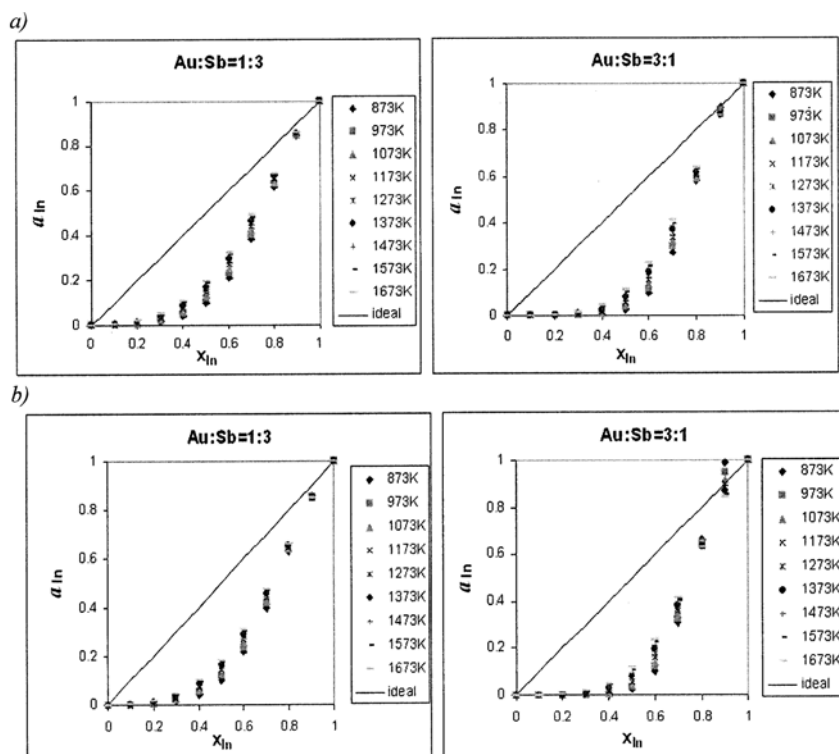 a)
Au:Sb=1:3
1
0.8
0.6
0.4
0.2
0
0 0.2 0.4 0.6 0.8 1
a In
xIn
873K
973K
1073K
1173K
1273K
1373K
1473K
1573K
1673K
ideal
Au:Sb=3:1
1
0.8
0.6
0.4
0.2
0
0 0.2 0.4 0.6 0.8 1
a In
xIn
873K
973K
1073K
1173K
1273K
1373K
1473K
1573K
1673K
ideal
b)
Au:Sb=1:3
1
0.8
0.6
0.4
0.2
0
0 0.2 0.4 0.6 0.8 1
a In
xIn
873K
973K
1073K
1173K
1273K
1373K
1473K
1573K
1673K
ideal
Au:Sb=3:1
1
0.8
0.6
0.4
0.2
0
0 0.2 0.4 0.6 0.8 1
a In
xIn
873K
973K
1073K
1173K
1273K
1373K
1473K
1573K
1673K
ideal